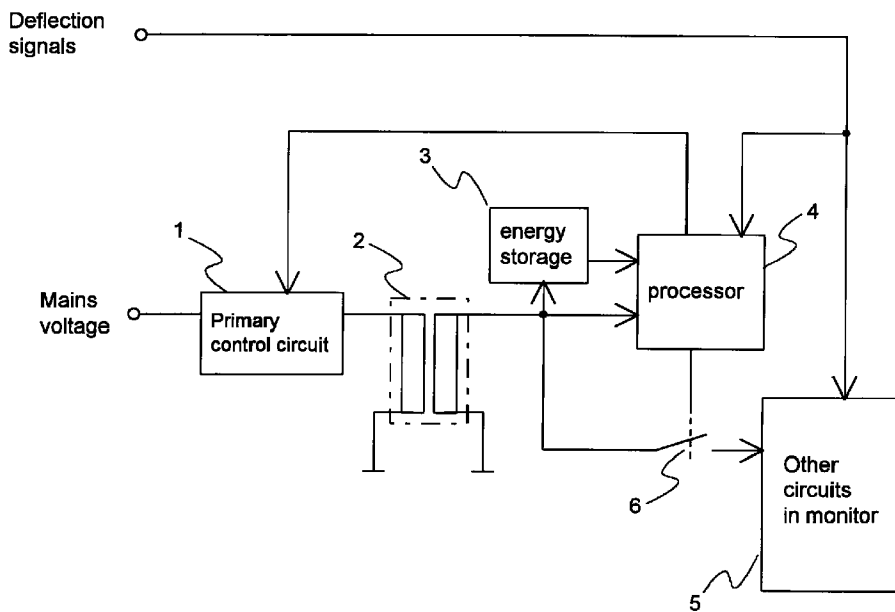 Deflection
signals
3
energy
storage
4
processor
1
2
Mains
voltage
Primary
control circuit
6
Other
circuits
in monitor
5